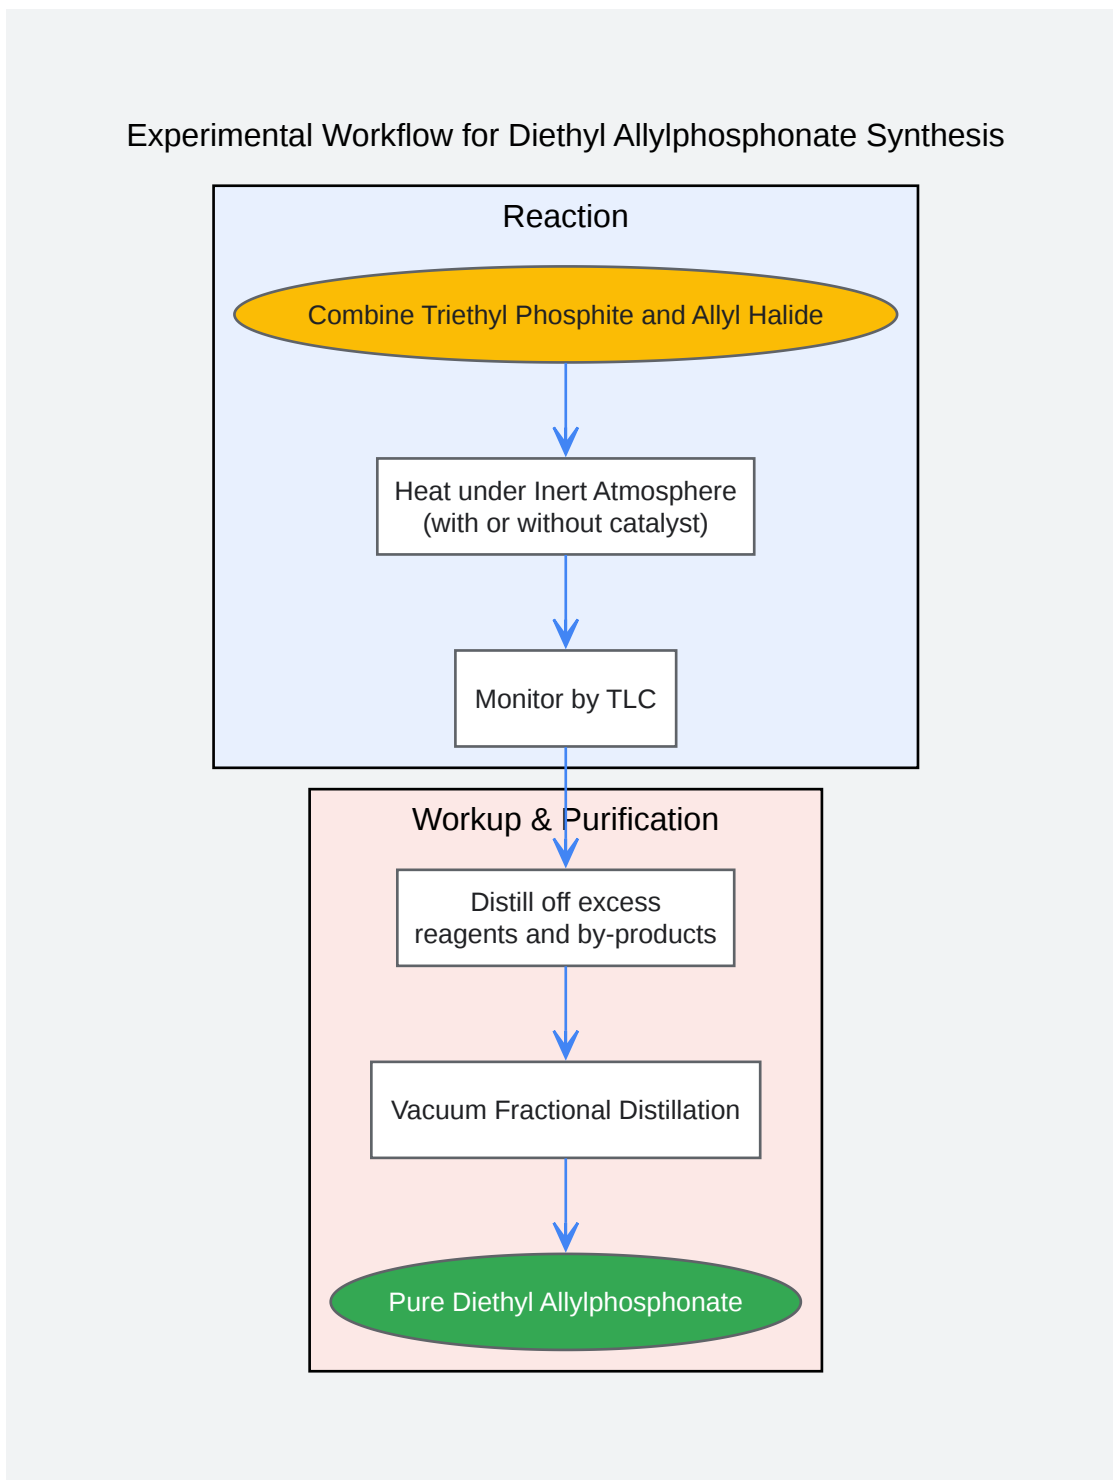 Experimental Workflow for Diethyl Allylphosphonate Synthesis
Reaction
Combine Triethyl Phosphite and Allyl Halide
Heat under Inert Atmosphere
(with or without catalyst)
Monitor by TLC
Workup & Purification
Distill off excess
reagents and by-products
Vacuum Fractional Distillation
Pure Diethyl Allylphosphonate